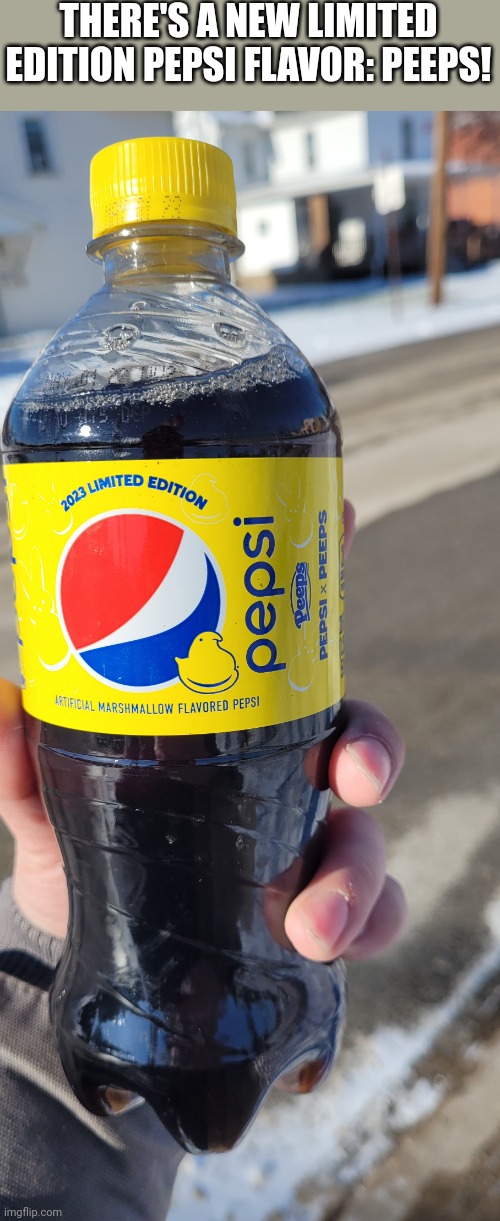 THERE'S A NEW LIMITED
EDITION PEPSI FLAVOR: PEEPS!
2023 LIMITED EDITION
pepsi
Peeps
PEPSI × PEEPS
ARTIFICIAL MARSHMALLOW FLAVORED PEPSI
imgflip.com